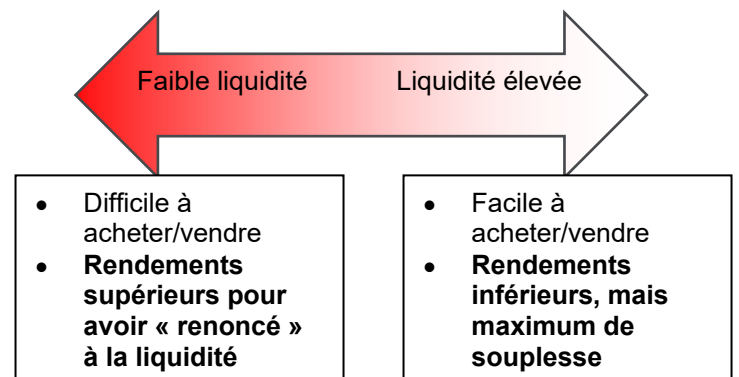 Faible liquidité
Liquidité élevée
• Difficile à
acheter/vendre
• Rendements
supérieurs pour
avoir « renoncé »
à la liquidité
• Facile à
acheter/vendre
• Rendements
inférieurs, mais
maximum de
souplesse